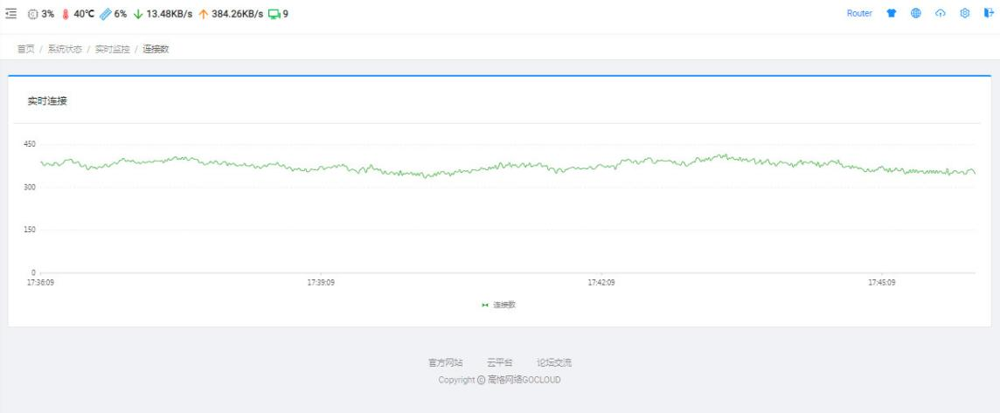 3% 40℃ 6% 13.48KB/s 384.26KB/s 9 Router
首页 / 系统状态 / 实时监控 / 连接数
实时连接
450
300
150
0
17:36:09 17:39:09 17:42:09 17:45:09
连接数
官方网站 云平台 论坛交流
Copyright © 高恪网络GOCLOUD